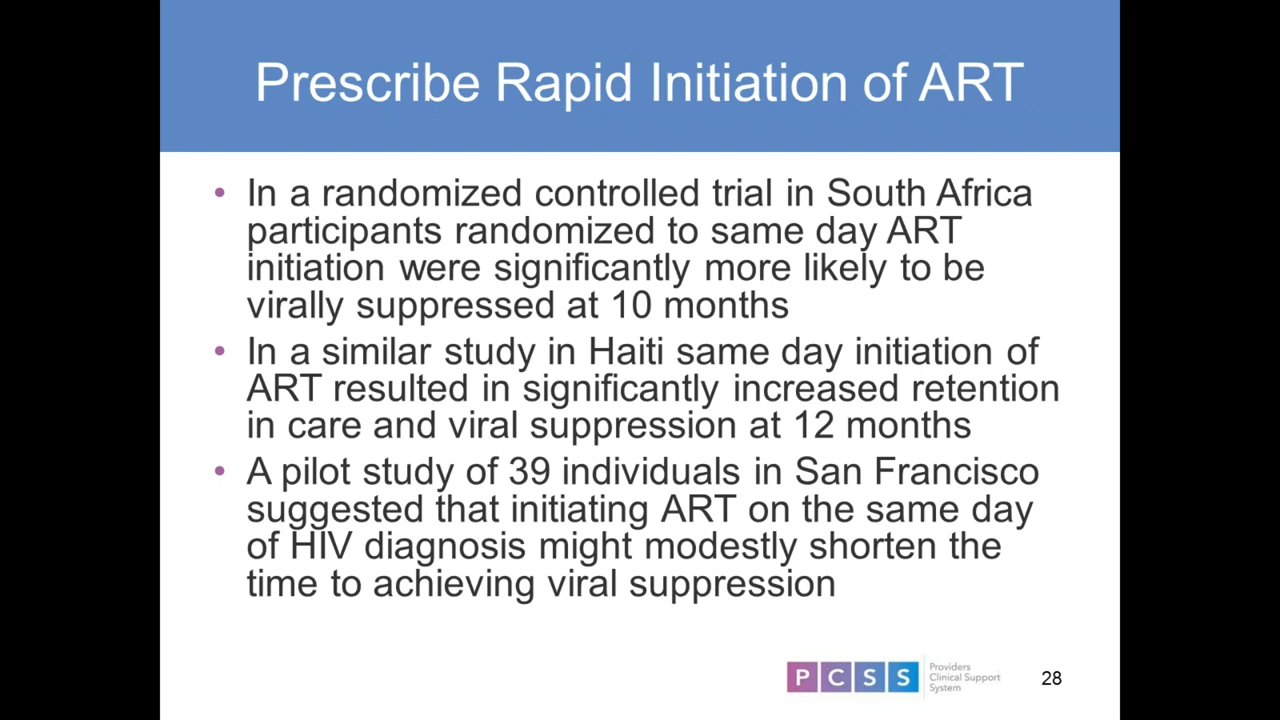 Prescribe Rapid Initiation of ART
• In a randomized controlled trial in South Africa
participants randomized to same day ART
initiation were significantly more likely to be
virally suppressed at 10 months
• In a similar study in Haiti same day initiation of
ART resulted in significantly increased retention
in care and viral suppression at 12 months
• A pilot study of 39 individuals in San Francisco
suggested that initiating ART on the same day
of HIV diagnosis might modestly shorten the
time to achieving viral suppression
PCSS
Providers
Clinical Support
System
28